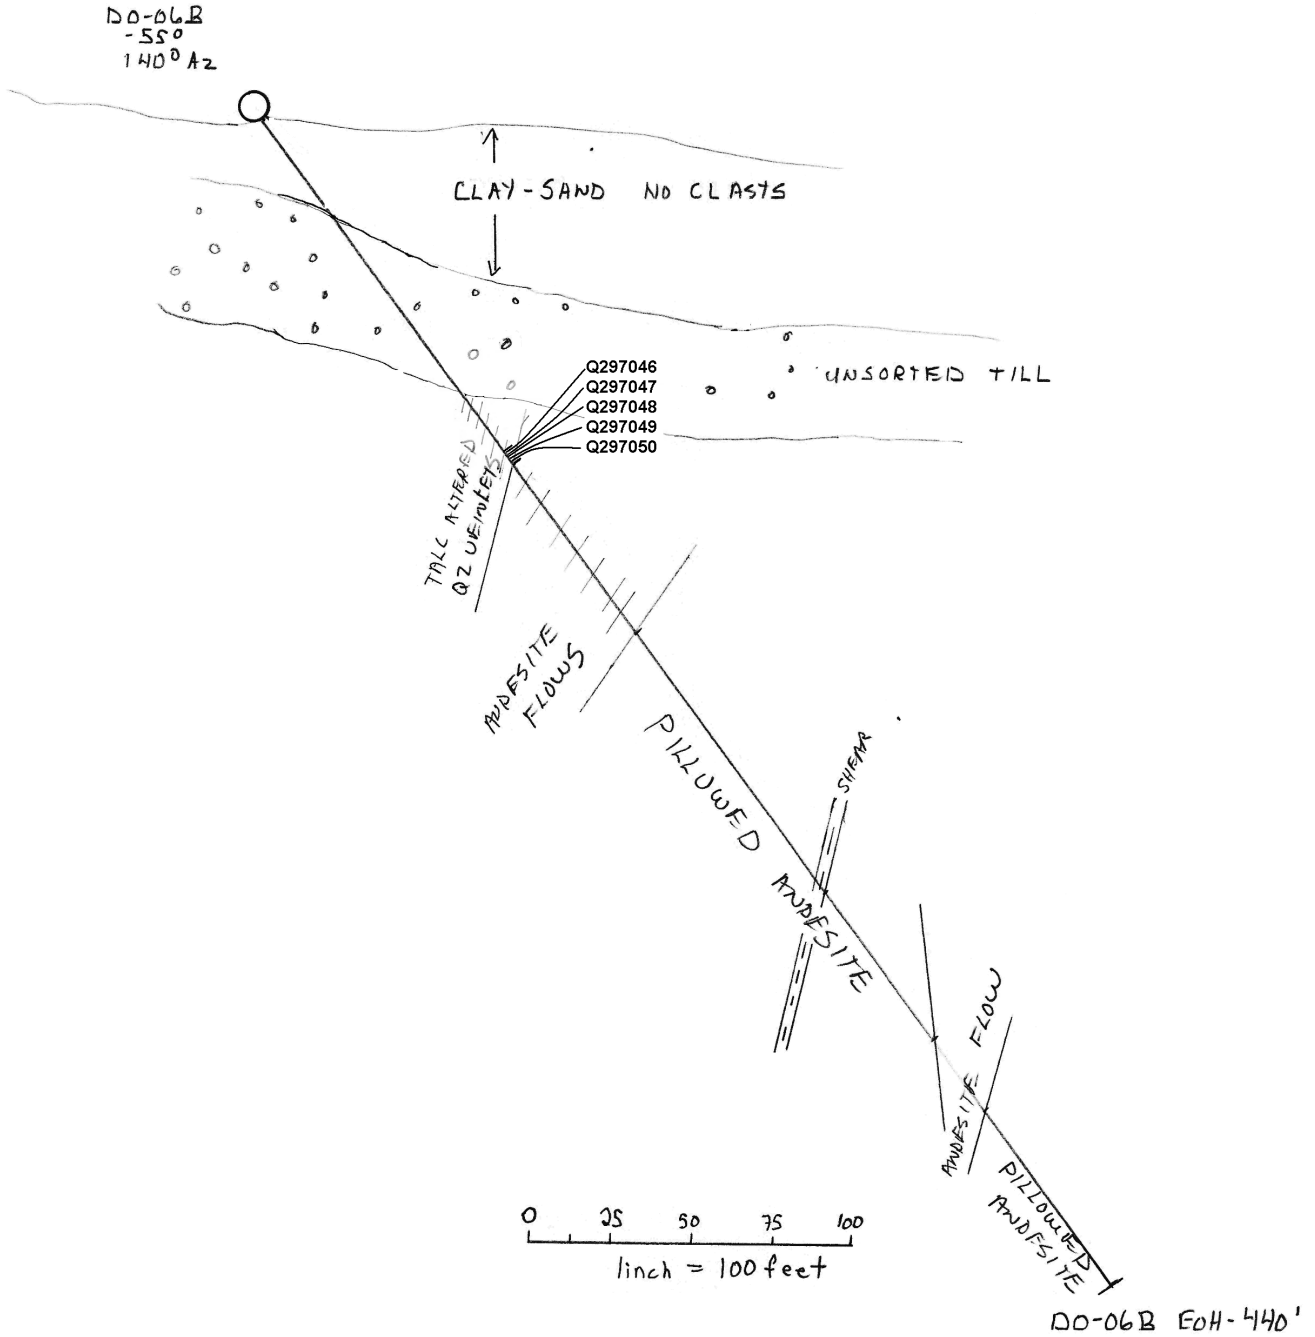 DO-06B
-55°
140° Az
CLAY-SAND NO CLASTS
UNSORTED TILL
Q297046
Q297047
Q297048
Q297049
Q297050
TALC ALTERED
QZ VEINLETS
ANDESITE
FLOWS
PILLOWED ANDESITE
SHEAR
ANDESITE FLOW
PILLOWED
ANDESITE
0 25 50 75 100
1inch = 100 feet
DO-06B EOH-440'